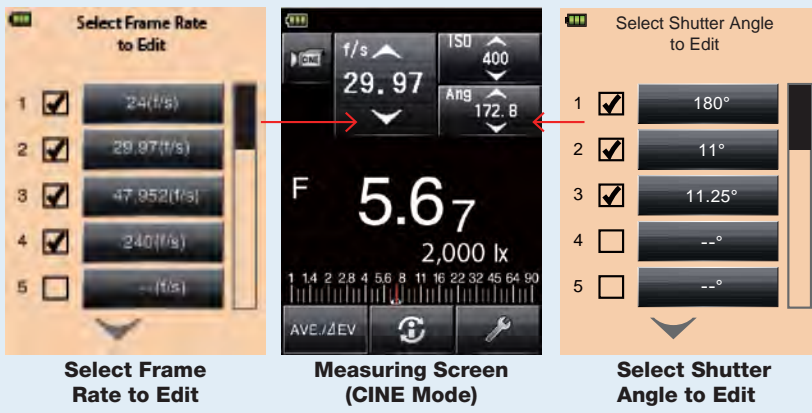 Select Frame Rate
to Edit
1 24(f/s)
2 29.97(f/s)
3 47.952(f/s)
4 240(f/s)
5 --(f/s)
Select Frame
Rate to Edit
CINE
f/s
29.97
ISO
400
Ang
172.8
F 5.6 7
2,000 lx
1 1.4 2 2.8 4 5.6 8 11 16 22 32 45 64 90
AVE./⊿EV
Measuring Screen
(CINE Mode)
Select Shutter Angle
to Edit
1 180°
2 11°
3 11.25°
4 --°
5 --°
Select Shutter
Angle to Edit